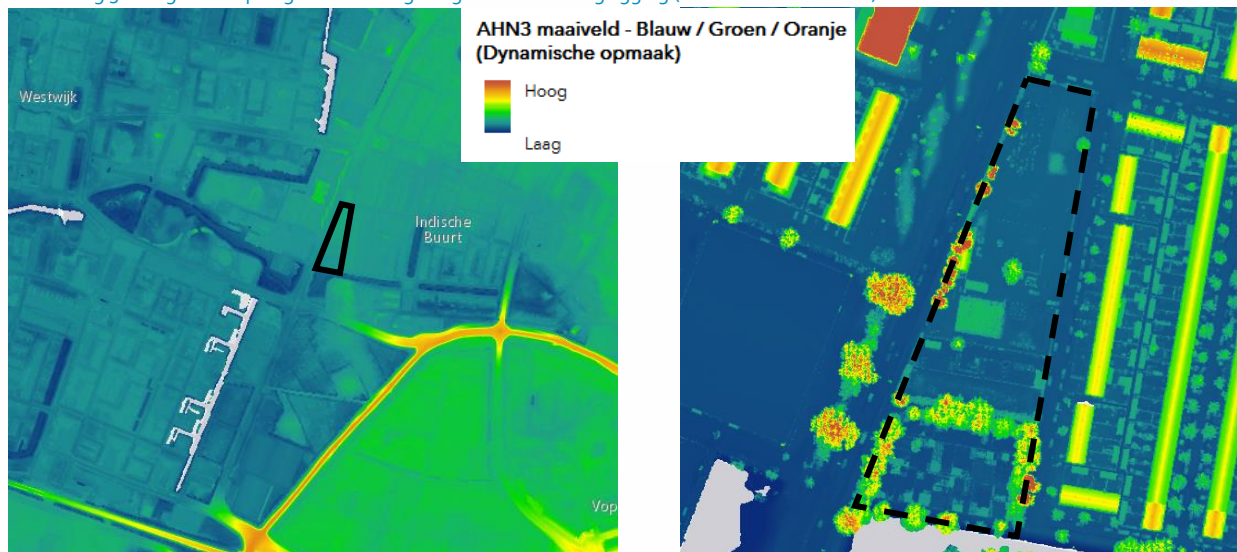 AHN3 maaiveld - Blauw / Groen / Oranje
(Dynamische opmaak)
Hoog
Laag
Westwijk
Indische
Buurt
Vop